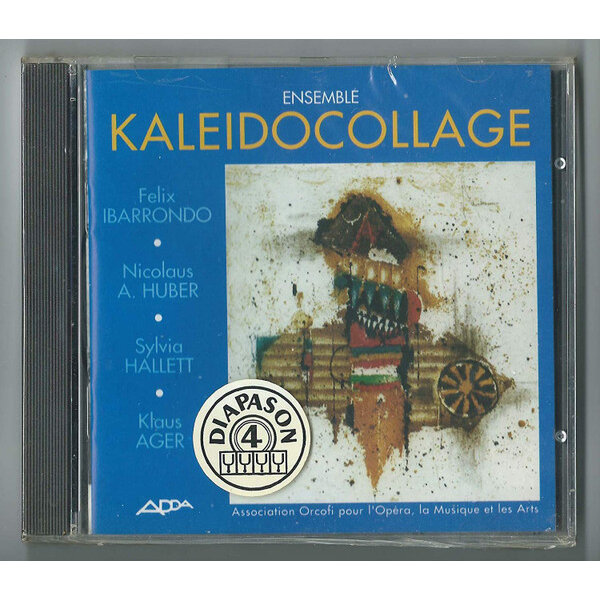 ENSEMBLE
KALEIDOCOLLAGE
Felix
IBARRONDO
Nicolaus
A. HUBER
Sylvia
HALLETT
Klaus
AGER
DIAPASON
4
ADDA
Association Orcofi pour l'Opéra, la Musique et les Arts